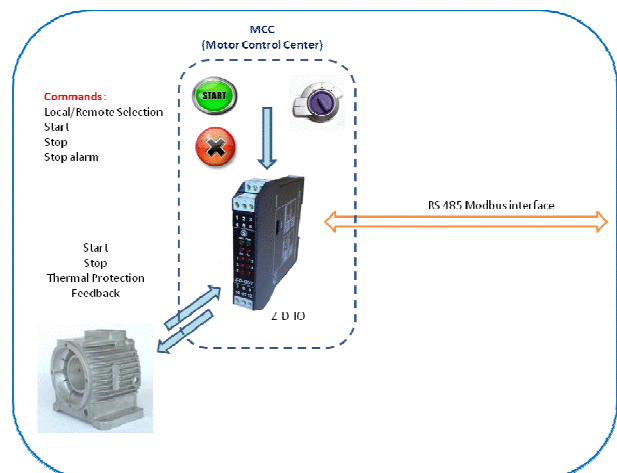 MCC
(Motor Control Center)
START
Commands:
Local/Remote Selection
Start
Stop
Stop alarm
RS 485 Modbus interface
Start
Stop
Thermal Protection
Feedback
Z D IO